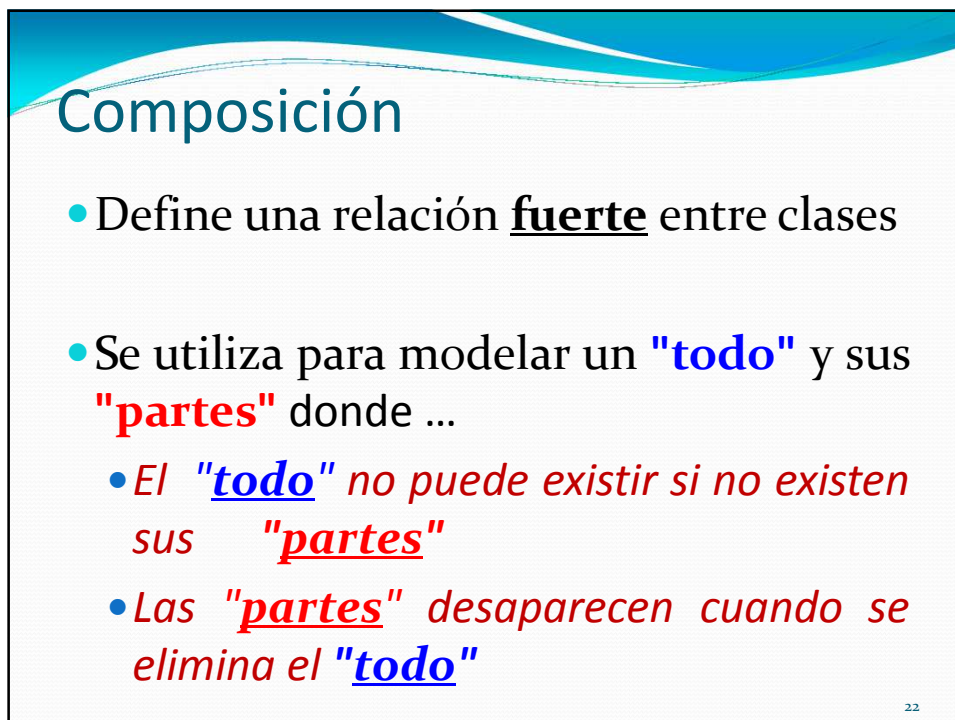 Composición
•Define una relación fuerte entre clases
•Se utiliza para modelar un "todo" y sus
"partes" donde …
•El "todo" no puede existir si no existen
sus "partes"
•Las "partes" desaparecen cuando se
elimina el "todo"
22